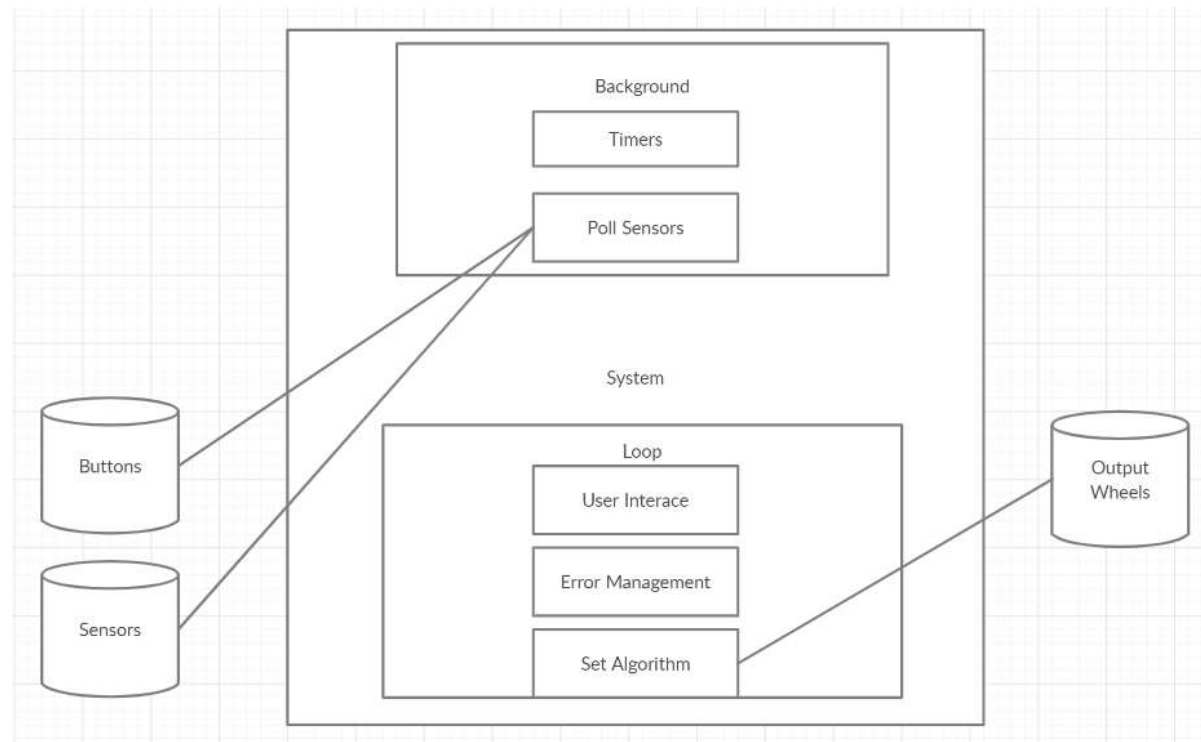 Background
Timers
Poll Sensors
System
Buttons
Sensors
Loop
User Interace
Error Management
Set Algorithm
Output
Wheels